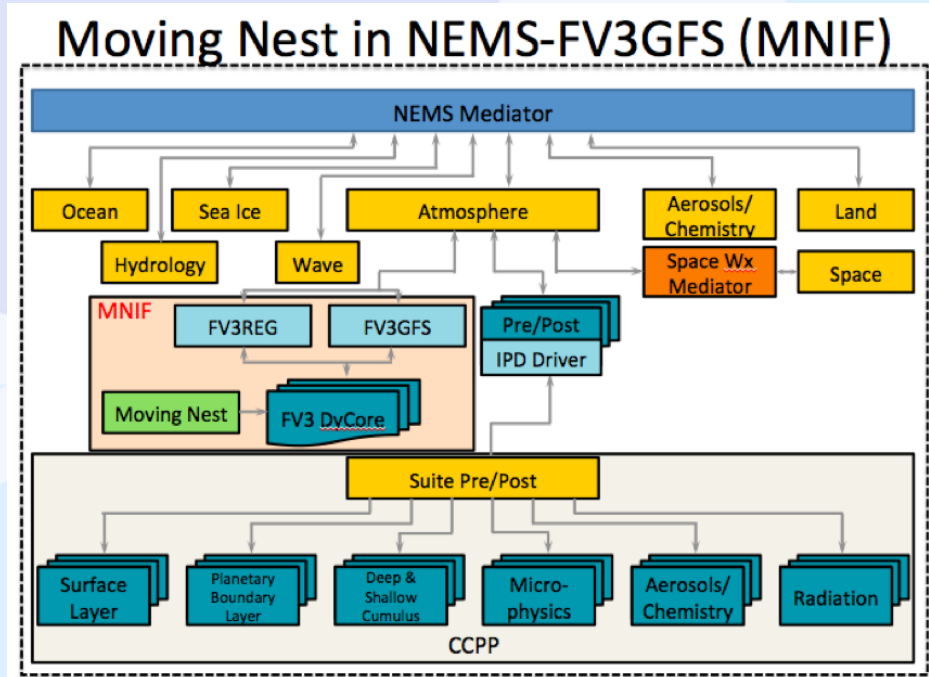 Moving Nest in NEMS-FV3GFS (MNIF)
NEMS Mediator
Ocean
Sea Ice
Atmosphere
Aerosols/
Chemistry
Land
Hydrology
Wave
Space Wx
Mediator
Space
MNIF
FV3REG
FV3GFS
Pre/Post
IPD Driver
Moving Nest
FV3 DyCore
Suite Pre/Post
Surface
Layer
Planetary
Boundary
Layer
Deep &
Shallow
Cumulus
Micro-
physics
Aerosols/
Chemistry
Radiation
CCPP